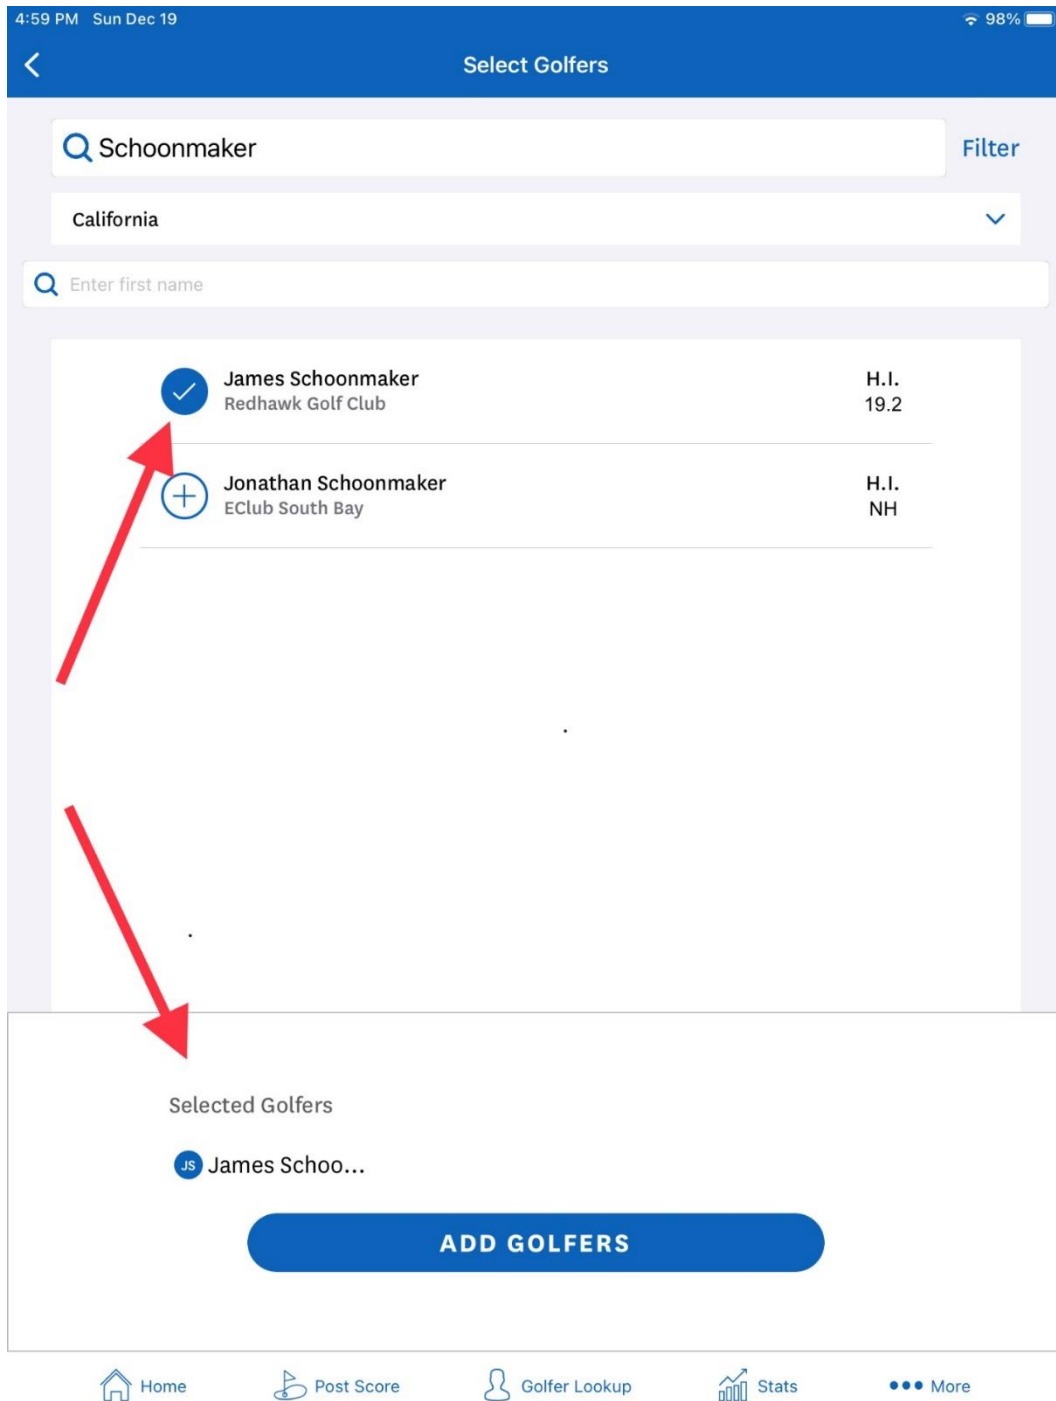 4:59 PM Sun Dec 19 98%
Select Golfers
Schoonmaker Filter
California
Enter first name
James Schoonmaker H.I.
Redhawk Golf Club 19.2
Jonathan Schoonmaker H.I.
EClub South Bay NH
Selected Golfers
JS James Schoo...
ADD GOLFERS
Home Post Score Golfer Lookup Stats More